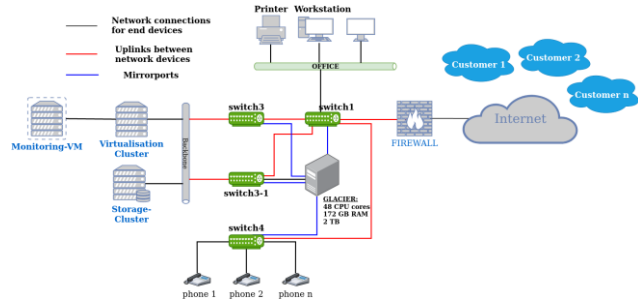 Network connections
for end devices
Uplinks between
network devices
Mirrorports
Printer
Workstation
OFFICE
Customer 1
Customer 2
Customer n
switch3
switch1
Internet
FIREWALL
Monitoring-VM
Virtualisation
Cluster
Backbone
Storage-
Cluster
switch3-1
GLACIER:
48 CPU cores
172 GB RAM
2 TB
switch4
phone 1
phone 2
phone n